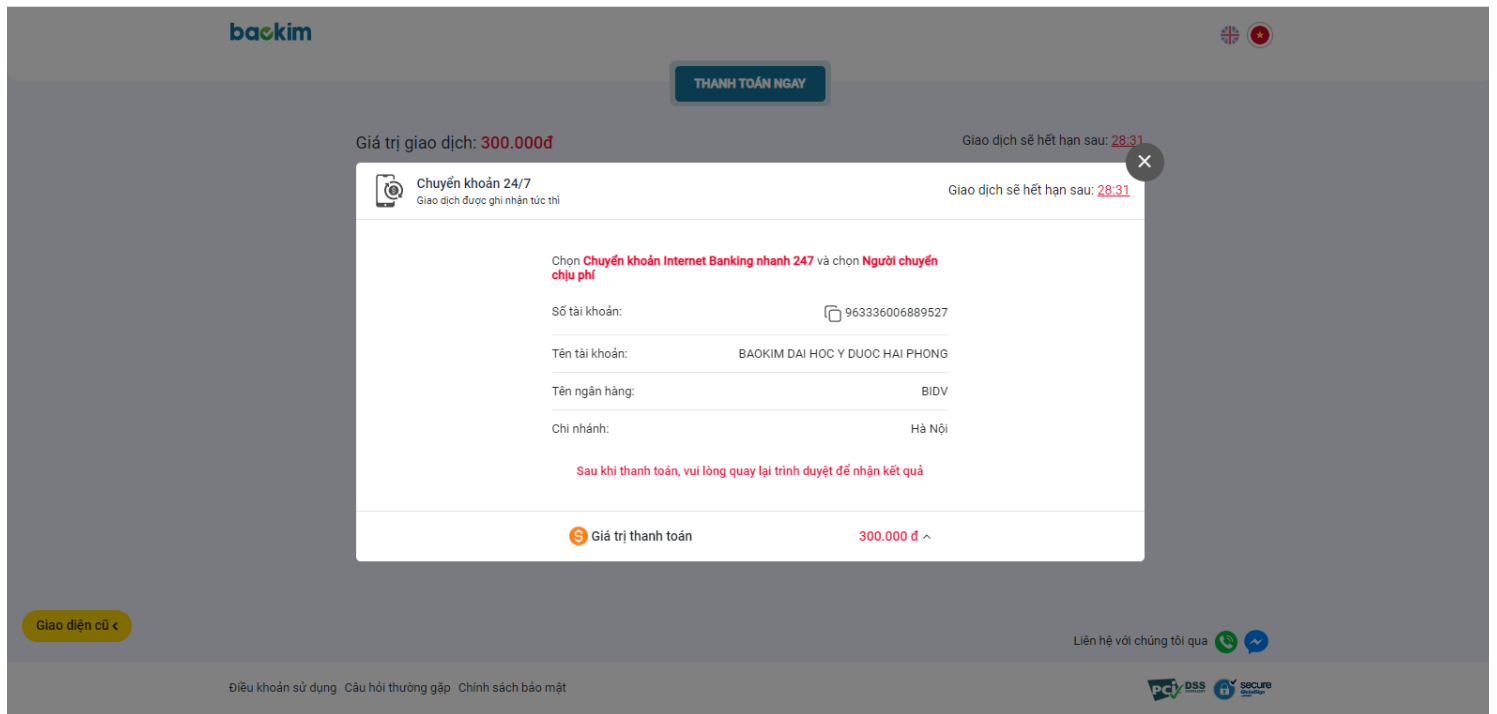 baokim
THANH TOÁN NGAY
Giá trị giao dịch: 300.000đ
Giao dịch sẽ hết hạn sau: 28:31
Chuyển khoản 24/7
Giao dịch được ghi nhận tức thì
Giao dịch sẽ hết hạn sau: 28:31
Chọn Chuyển khoản Internet Banking nhanh 247 và chọn Người chuyển
chịu phí
Số tài khoản: 963336006889527
Tên tài khoản: BAOKIM DAI HOC Y DUOC HAI PHONG
Tên ngân hàng: BIDV
Chi nhánh: Hà Nội
Sau khi thanh toán, vui lòng quay lại trình duyệt để nhận kết quả
Giá trị thanh toán 300.000 đ
Giao diện cũ
Liên hệ với chúng tôi qua
Điều khoản sử dụng Câu hỏi thường gặp Chính sách bảo mật
PCI DSS
secure
GlobalSign